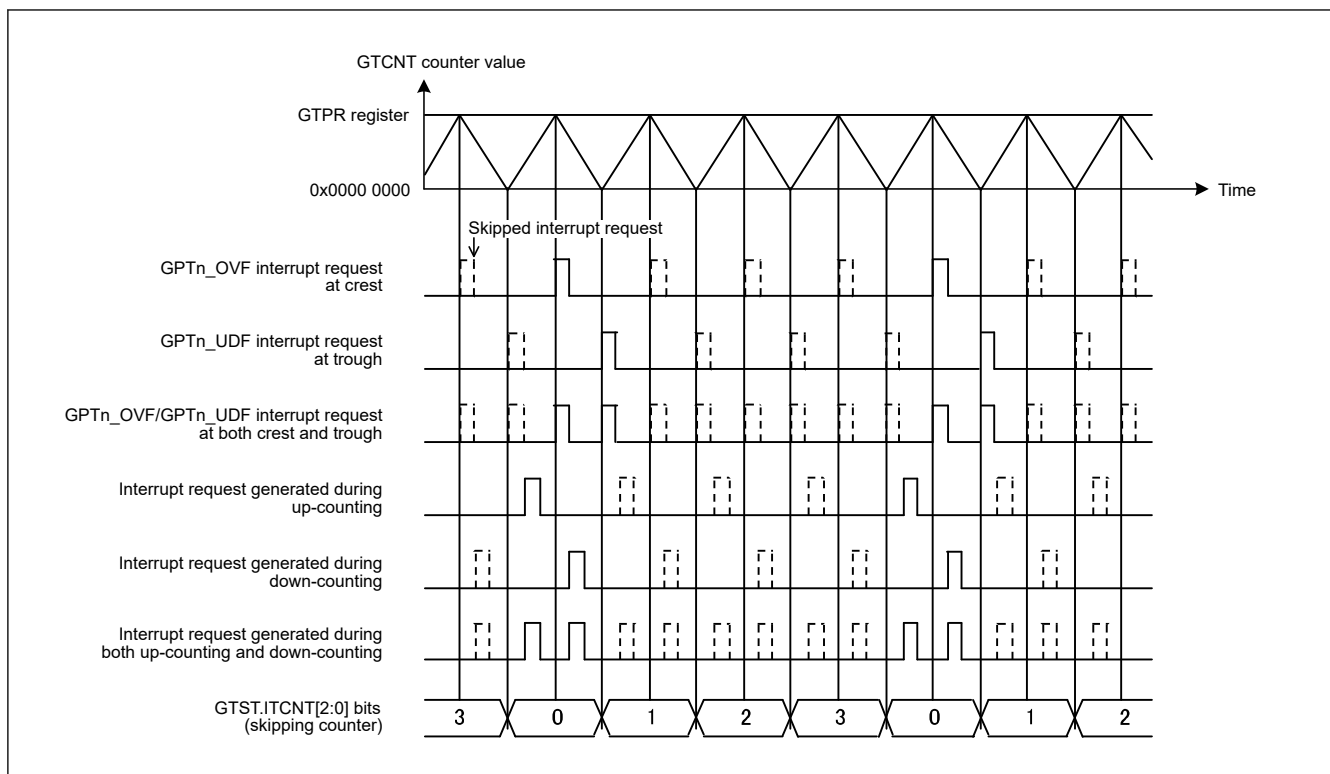 GTCNT counter value
GTPR register
0x0000 0000
Time
Skipped interrupt request
GPTn_OVF interrupt request
at crest
GPTn_UDF interrupt request
at trough
GPTn_OVF/GPTn_UDF interrupt request
at both crest and trough
Interrupt request generated during
up-counting
Interrupt request generated during
down-counting
Interrupt request generated during
both up-counting and down-counting
GTST.ITCNT[2:0] bits
(skipping counter)
3 0 1 2 3 0 1 2